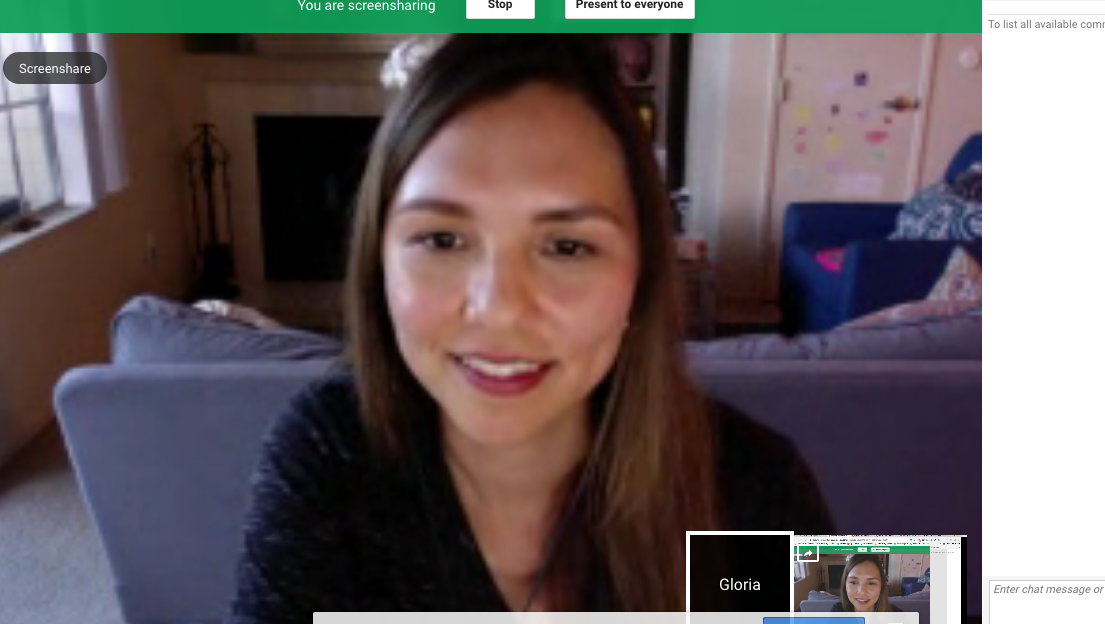 You are screensharing
Stop
Present to everyone
To list all available comm
Screenshare
Gloria
Enter chat message or